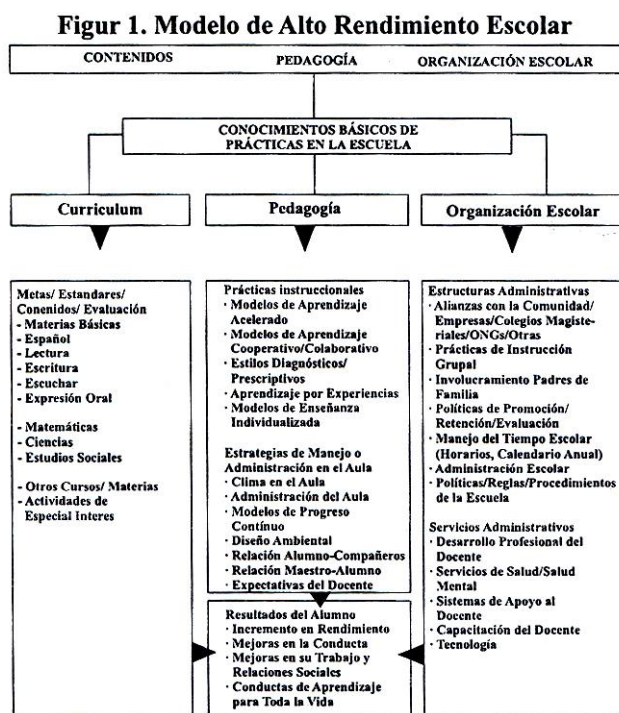 Figur 1. Modelo de Alto Rendimiento Escolar
CONTENIDOS
PEDAGOGÍA
ORGANIZACIÓN ESCOLAR
CONOCIMIENTOS BÁSICOS DE
PRÁCTICAS EN LA ESCUELA
Curriculum
Pedagogía
Organización Escolar
Metas/ Estandares/
Conenidos/ Evaluación
- Materias Básicas
- Español
- Lectura
- Escritura
- Escuchar
- Expresión Oral
- Matemáticas
- Ciencias
- Estudios Sociales
- Otros Cursos/ Materias
- Actividades de
Especial Interes
Prácticas instruccionales
· Modelos de Aprendizaje
Acelerado
· Modelos de Aprendizaje
Cooperativo/Colaborativo
· Estilos Diagnósticos/
Prescriptivos
· Aprendizaje por Experiencias
· Modelos de Enseñanza
Individualizada
Estrategias de Manejo o
Administración en el Aula
· Clima en el Aula
· Administración del Aula
· Modelos de Progreso
Contínuo
· Diseño Ambiental
· Relación Alumno-Compañeros
· Relación Maestro-Alumno
· Expectativas del Docente
Resultados del Alumno
· Incremento en Rendimiento
· Mejoras en la Conducta
· Mejoras en su Trabajo y
Relaciones Sociales
· Conductas de Aprendizaje
para Toda la Vida
Estructuras Administrativas
· Alianzas con la Comunidad/
Empresas/Colegios Magiste-
riales/ONGs/Otras
· Prácticas de Instrucción
Grupal
· Involucramiento Padres de
Familia
· Políticas de Promoción/
Retención/Evaluación
· Manejo del Tiempo Escolar
(Horarios, Calendario Anual)
· Administración Escolar
· Políticas/Reglas/Procedimientos
de la Escuela
Servicios Administrativos
· Desarrollo Profesional del
Docente
· Servicios de Salud/Salud
Mental
· Sistemas de Apoyo al
Docente
· Capacitación del Docente
· Tecnología